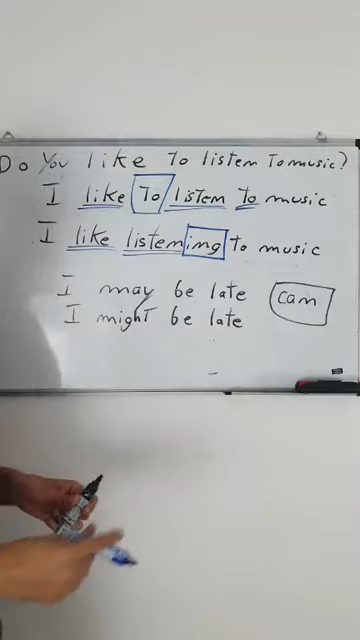 Do You like To listen To music?
I like To listen to music
I like listening to music
I may be late
can
I might be late